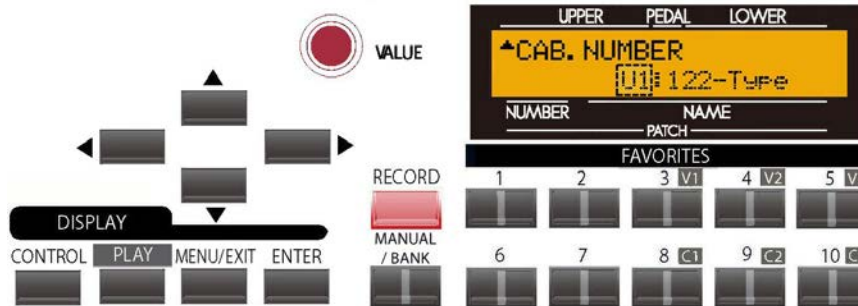 VALUE
UPPER PEDAL LOWER
CAB. NUMBER
U1: 122-Type
NUMBER NAME
PATCH
FAVORITES
RECORD
1 2 3 V1 4 V2 5 V
DISPLAY
CONTROL PLAY MENU/EXIT ENTER
MANUAL
/ BANK
6 7 8 C1 9 C2 10 C